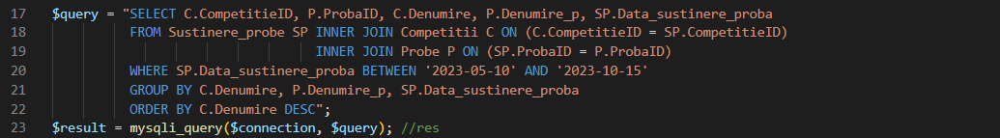 17 $query = "SELECT C.CompetitieID, P.ProbaID, C.Denumire, P.Denumire_p, SP.Data_sustinere_proba
18 FROM Sustinere_probe SP INNER JOIN Competitii C ON (C.CompetitieID = SP.CompetitieID)
19 INNER JOIN Probe P ON (SP.ProbaID = P.ProbaID)
20 WHERE SP.Data_sustinere_proba BETWEEN '2023-05-10' AND '2023-10-15'
21 GROUP BY C.Denumire, P.Denumire_p, SP.Data_sustinere_proba
22 ORDER BY C.Denumire DESC";
23 $result = mysqli_query($connection, $query); //res